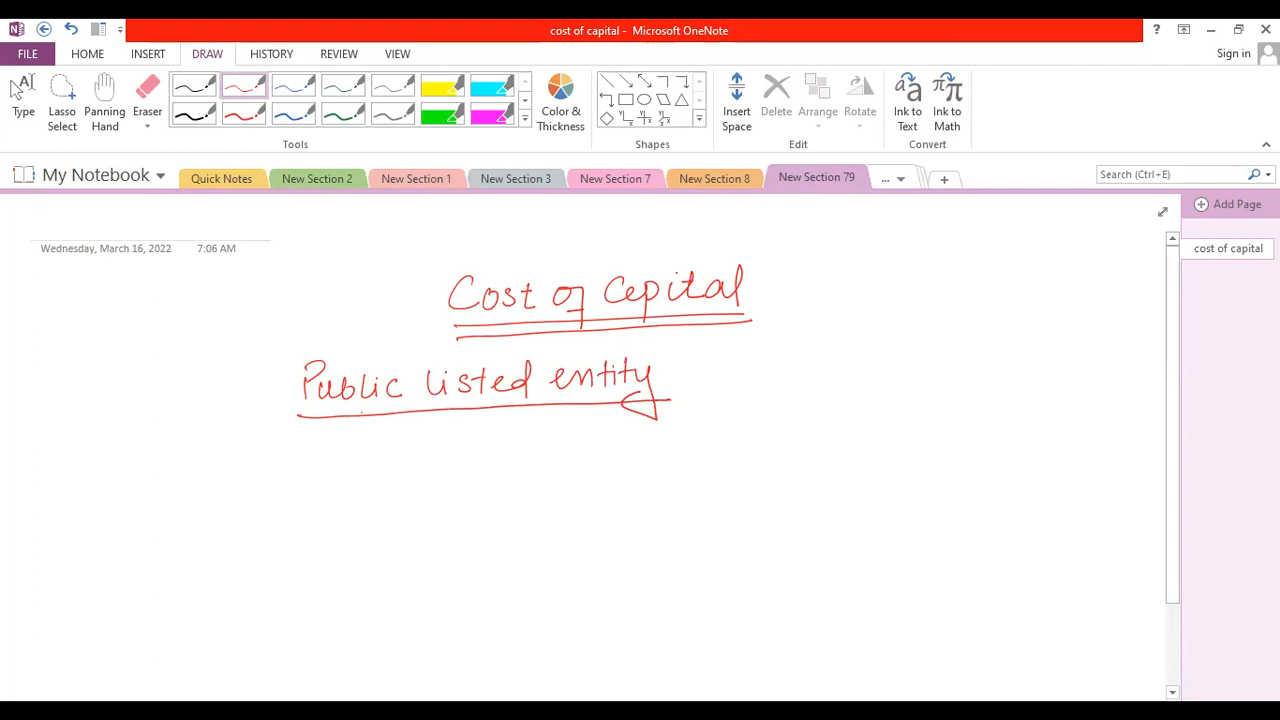 cost of capital - Microsoft OneNote
?
Sign in
FILE HOME INSERT DRAW HISTORY REVIEW VIEW
Type
Lasso Select
Panning Hand
Eraser
Color & Thickness
Insert Space
Delete
Arrange
Rotate
Ink to Text
Ink to Math
Tools
Shapes
Edit
Convert
My Notebook
Quick Notes New Section 2 New Section 1 New Section 3 New Section 7 New Section 8 New Section 79 ...
Search (Ctrl+E)
Add Page
cost of capital
Wednesday, March 16, 2022 7:06 AM
Cost of Cepital
Public listed entity